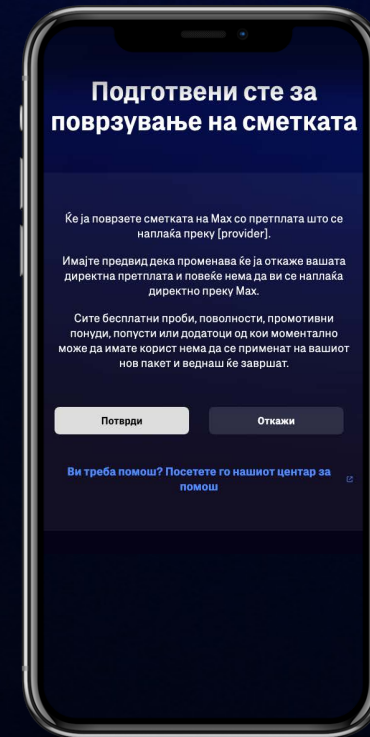 Подготвени сте за
поврзување на сметката
Ќе ја поврзете сметката на Max со претплата што се
наплаќа преку [provider].
Имајте предвид дека променава ќе ја откаже вашата
директна претплата и повеќе нема да ви се наплаќа
директно преку Max.
Сите бесплатни проби, поволности, промотивни
понуди, попусти или додатоци од кои моментално
може да имате корист нема да се применат на вашиот
нов пакет и веднаш ќе завршат.
Потврди
Откажи
Ви треба помош? Посетете го нашиот центар за
помош